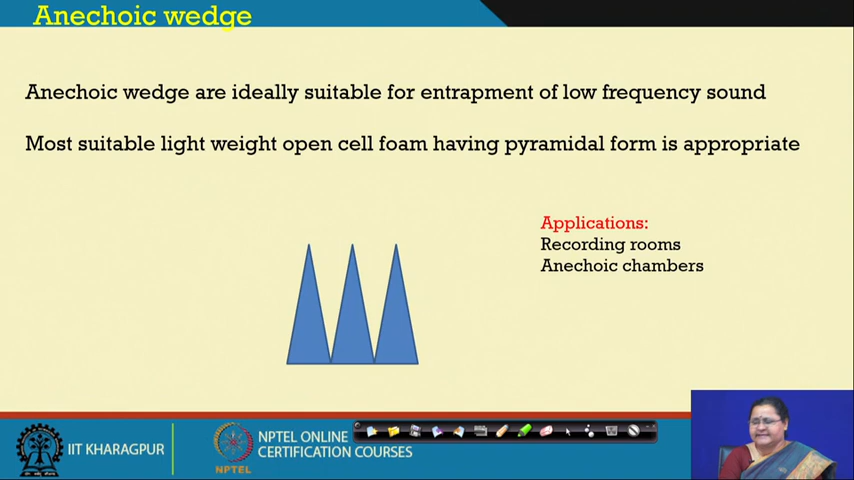 Anechoic wedge
Anechoic wedge are ideally suitable for entrapment of low frequency sound
Most suitable light weight open cell foam having pyramidal form is appropriate
Applications:
Recording rooms
Anechoic chambers
IIT KHARAGPUR
NPTEL
NPTEL ONLINE
CERTIFICATION COURSES